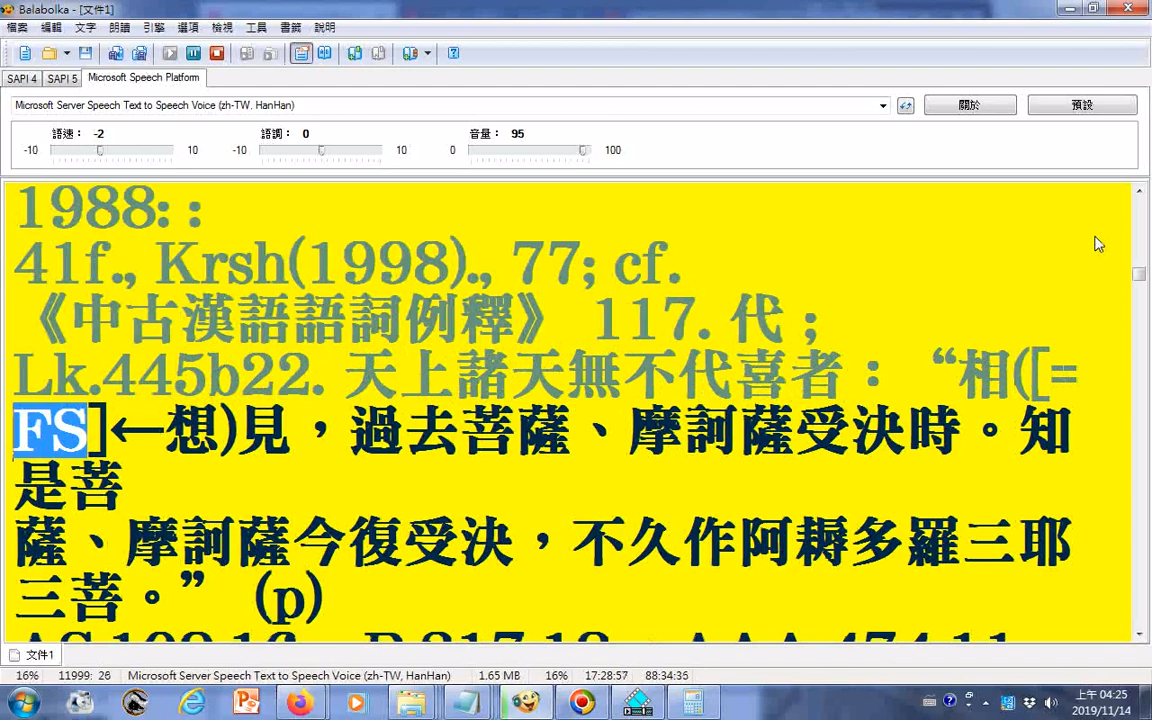 Balabolka - [文件1]
檔案 編輯 文字 朗讀 引擎 選項 檢視 工具 書籤 說明
SAPI 4 SAPI 5 Microsoft Speech Platform
Microsoft Server Speech Text to Speech Voice (zh-TW, HanHan) 關於 預設
語速： -2 語調： 0 音量： 95
-10 10 -10 10 0 100
1988: :
41f., Krsh(1998)., 77; cf.
《中古漢語語詞例釋》 117. 代；
Lk.445b22. 天上諸天無不代喜者：“相([=
FS]←想)見，過去菩薩、摩訶薩受決時。知
是菩
薩、摩訶薩今復受決，不久作阿耨多羅三耶
三菩。” (p)
文件1
16% 11999: 26 Microsoft Server Speech Text to Speech Voice (zh-TW, HanHan) 1.65 MB 16% 17:28:57 88:34:35
上午 04:25
2019/11/14